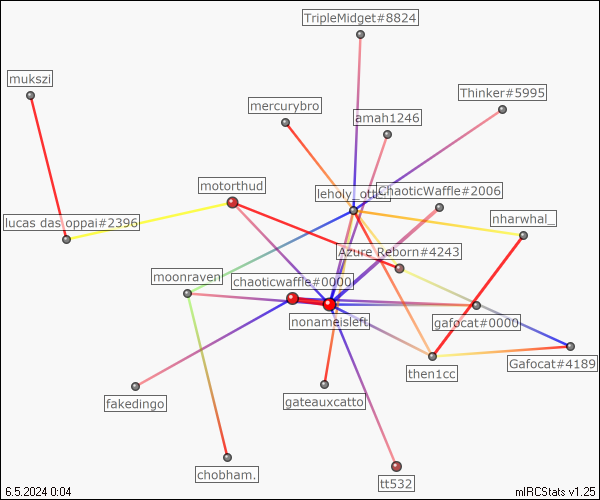 TripleMidget#8824
mukszi
Thinker#5995
mercurybro
amah1246
motorthud
ChaoticWaffle#2006
lucas das oppai#2396
nharwhal_
Azure Reborn#4243
moonraven
chaoticwaffle#0000
nonameisleft
gafocat#0000
Gafocat#4189
then1cc
fakedingo
gateauxcatto
chobham.
tt532
6.5.2024 0:04
mIRCStats v1.25